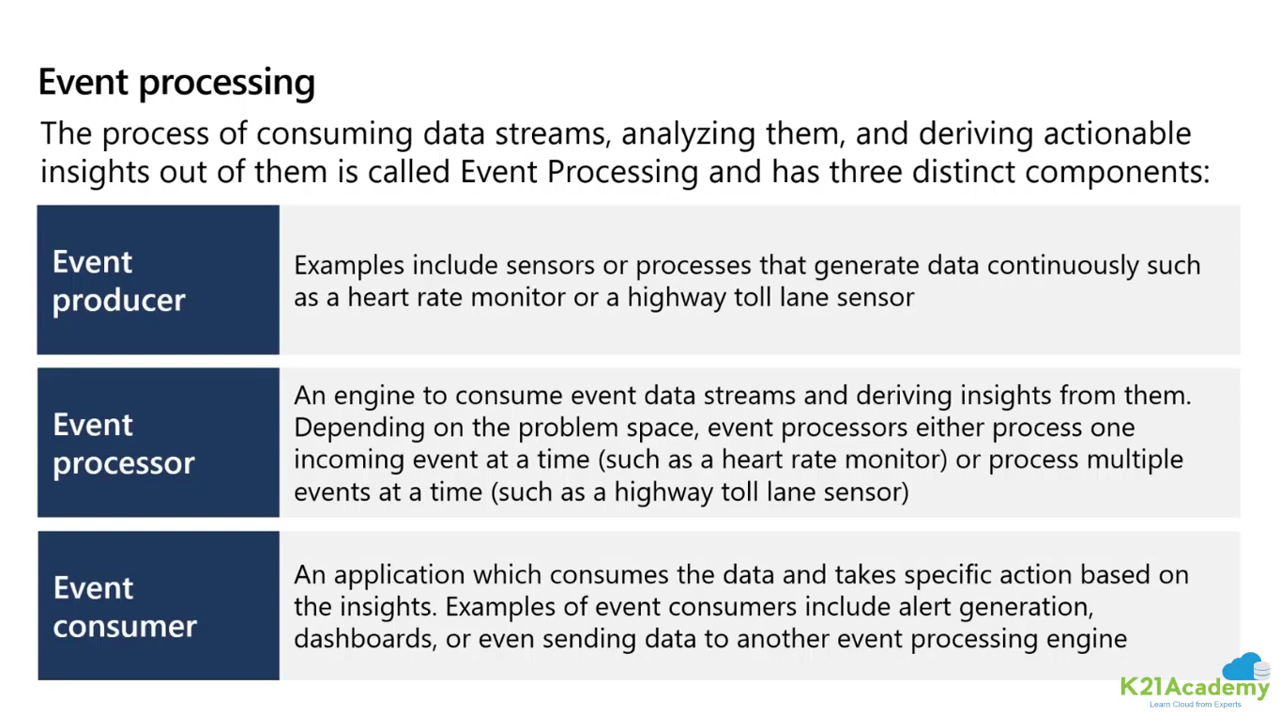 Event processing
The process of consuming data streams, analyzing them, and deriving actionable
insights out of them is called Event Processing and has three distinct components:
Event
producer
Examples include sensors or processes that generate data continuously such
as a heart rate monitor or a highway toll lane sensor
Event
processor
An engine to consume event data streams and deriving insights from them.
Depending on the problem space, event processors either process one
incoming event at a time (such as a heart rate monitor) or process multiple
events at a time (such as a highway toll lane sensor)
Event
consumer
An application which consumes the data and takes specific action based on
the insights. Examples of event consumers include alert generation,
dashboards, or even sending data to another event processing engine
K21Academy
Learn Cloud from Experts